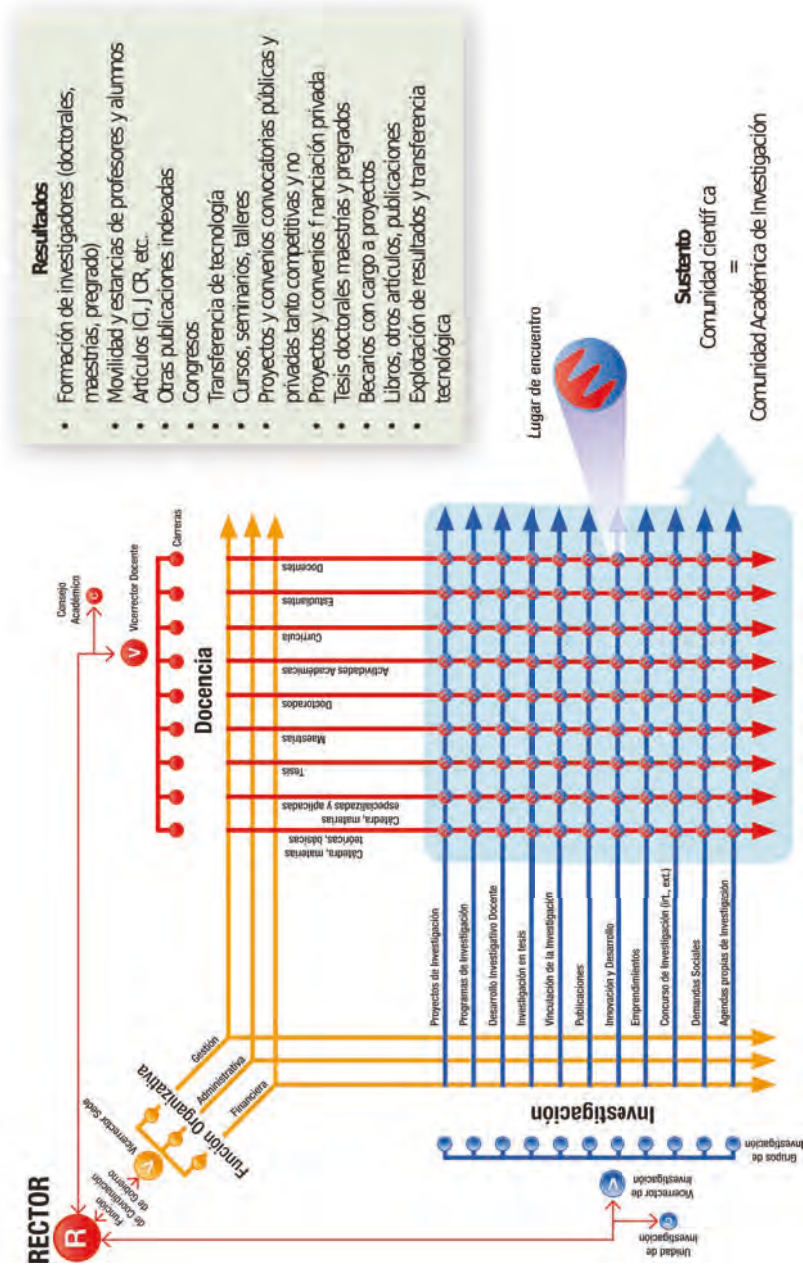 RECTOR
R
Función
de Coordinación
de Gobierno
V
Vicerrector Sede
Función Organizativa
Gestión
Administrativa
Financiera
Consejo
Académico
C
V
Vicerrector Docente
Carreras
Docencia
Cátedra, materias
teóricas, básicas
Cátedra, materias
especializadas y aplicadas
Tesis
Maestrías
Doctorados
Actividades Académicas
Curricula
Estudiantes
Docentes
Unidad de
Investigación
V
Vicerrector de
Investigación
Grupos de
Investigación
Investigación
Proyectos de Investigación
Programas de Investigación
Desarrollo Investigativo Docente
Investigación en tesis
Vinculación de la Investigación
Publicaciones
Innovación y Desarrollo
Emprendimientos
Concurso de Investigación (irt., ext.)
Demandas Sociales
Agendas propias de Investigación
Lugar de encuentro
Resultados
• Formación de investigadores (doctorales,
maestrías, pregrado)
• Movilidad y estancias de profesores y alumnos
• Artículos ICI, J CR, etc.
• Otras publicaciones indexadas
• Congresos
• Transferencia de tecnología
• Cursos, seminarios, talleres
• Proyectos y convenios convocatorias públicas y
privadas tanto competitivas y no
• Proyectos y convenios f nanciación privada
• Tesis doctorales maestrías y pregrados
• Becarios con cargo a proyectos
• Libros, otros artículos, publicaciones
• Explotación de resultados y transferencia
tecnológica
Sustento
Comunidad científ ca
=
Comunidad Académica de Investigación